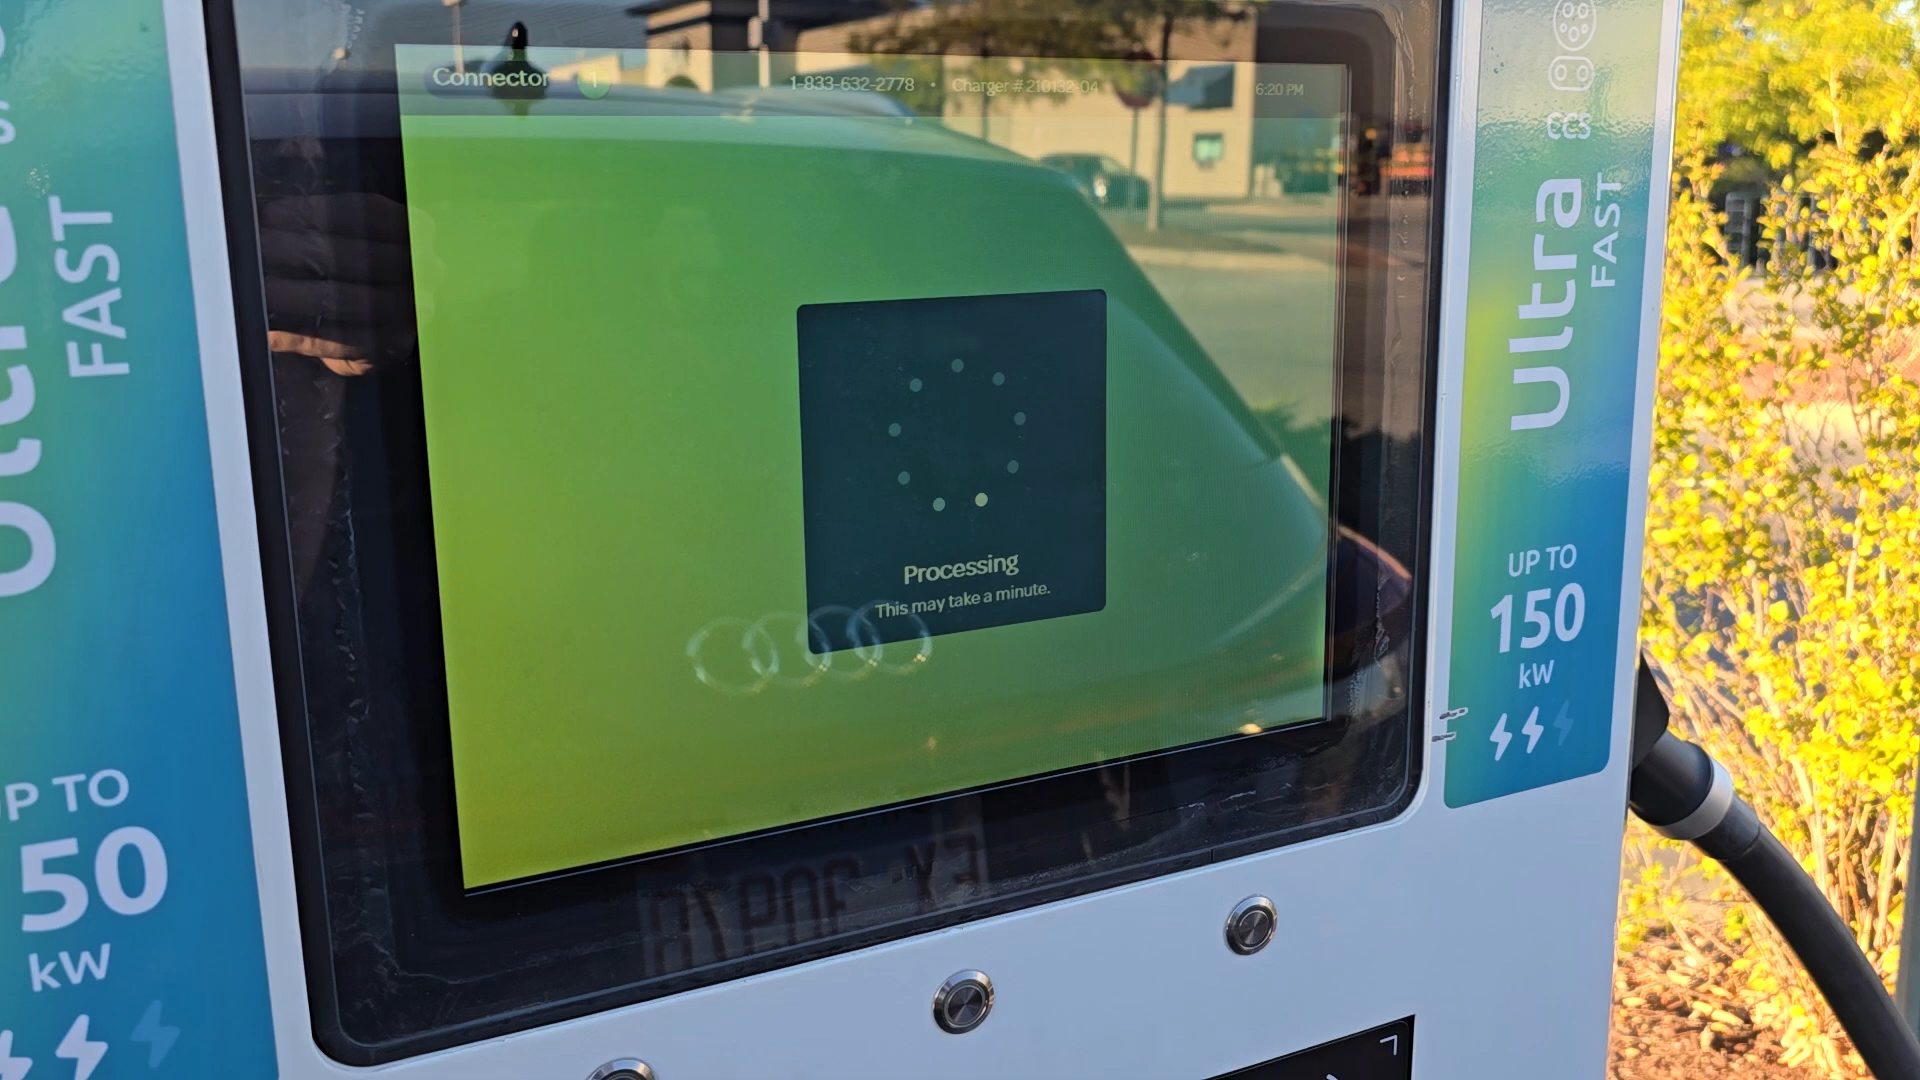 Connector 1
1-833-632-2778 • Charger # 210132-04
6:20 PM
Processing
This may take a minute.
FAST
UP TO
50
kW
CCS
Ultra
FAST
UP TO
150
kW